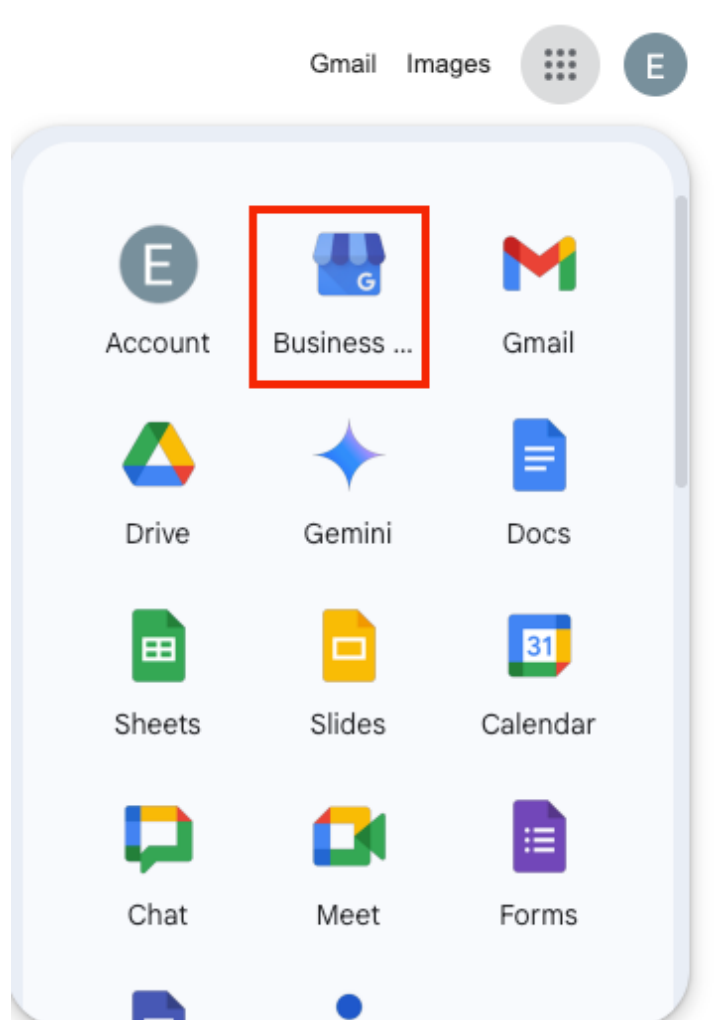 Gmail Images E
E G
Account Business ... Gmail
Drive Gemini Docs
31
Sheets Slides Calendar
Chat Meet Forms